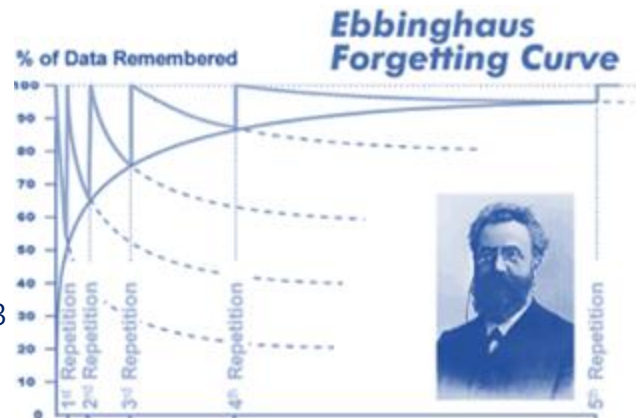 Ebbinghaus
Forgetting Curve
% of Data Remembered
100
90
80
70
60
50
40
30
20
10
0
3
1st Repetition
2nd Repetition
3rd Repetition
4th Repetition
5th Repetition